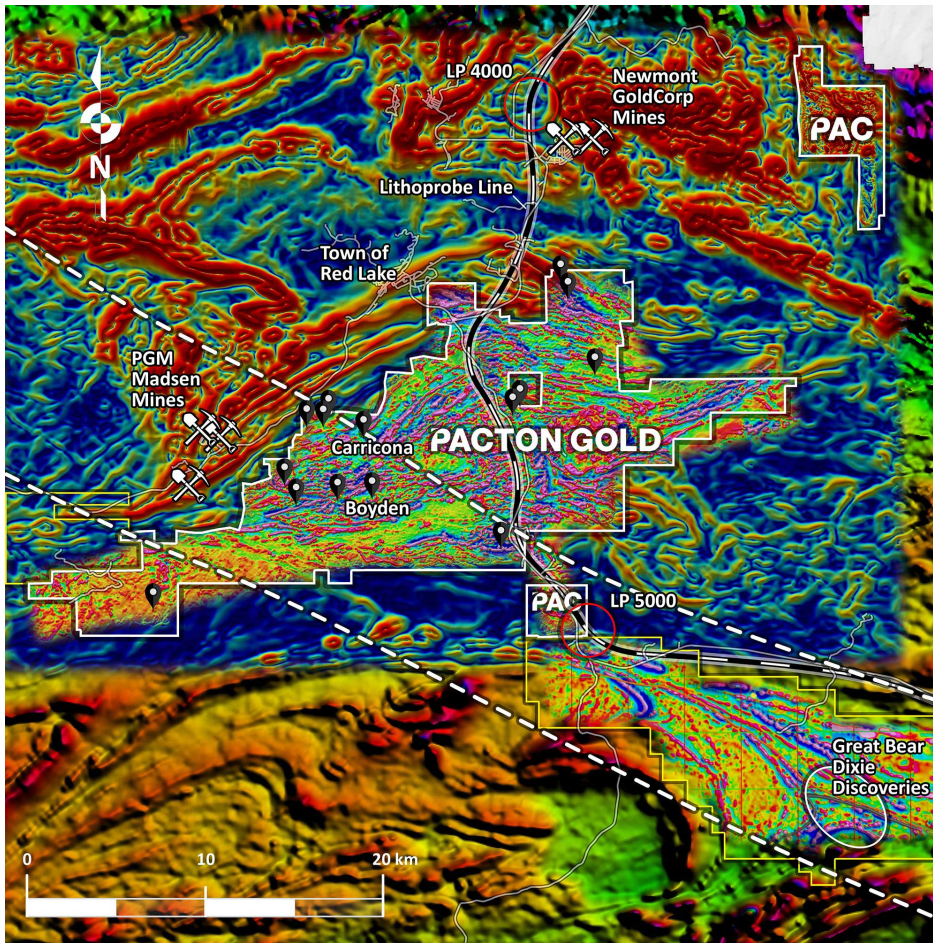 LP 4000
Newmont
GoldCorp
Mines
PAC
N
Lithoprobe Line
Town of
Red Lake
PGM
Madsen
Mines
Carricona
PACTON GOLD
Boyden
PAC
LP 5000
Great Bear
Dixie
Discoveries
0 10 20 km